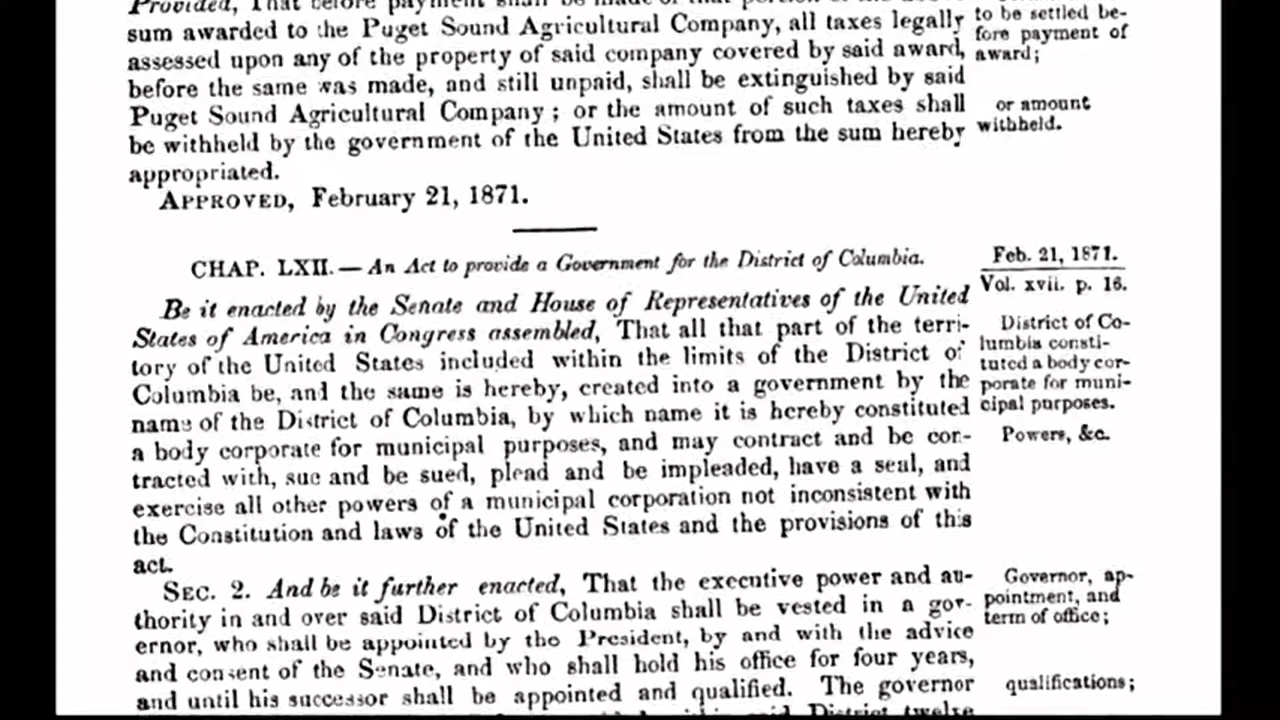 Provided, That before payment shall be made of that portion of the above
sum awarded to the Puget Sound Agricultural Company, all taxes legally
assessed upon any of the property of said company covered by said award,
before the same was made, and still unpaid, shall be extinguished by said
Puget Sound Agricultural Company ; or the amount of such taxes shall
be withheld by the government of the United States from the sum hereby
appropriated.
APPROVED, February 21, 1871.
to be settled be-
fore payment of
award;
or amount
withheld.
CHAP. LXII. — An Act to provide a Government for the District of Columbia.
Be it enacted by the Senate and House of Representatives of the United
States of America in Congress assembled, That all that part of the terri-
tory of the United States included within the limits of the District of
Columbia be, and the same is hereby, created into a government by the
name of the District of Columbia, by which name it is hereby constituted
a body corporate for municipal purposes, and may contract and be con-
tracted with, sue and be sued, plead and be impleaded, have a seal, and
exercise all other powers of a municipal corporation not inconsistent with
the Constitution and laws of the United States and the provisions of this
act.
Feb. 21, 1871.
Vol. xvii. p. 16.
District of Co-
lumbia consti-
tuted a body cor-
porate for muni-
cipal purposes.
Powers, &c.
SEC. 2. And be it further enacted, That the executive power and au-
thority in and over said District of Columbia shall be vested in a gov-
ernor, who shall be appointed by the President, by and with the advice
and consent of the Senate, and who shall hold his office for four years,
and until his successor shall be appointed and qualified. The governor
said District twelve
Governor, ap-
pointment, and
term of office;
qualifications;